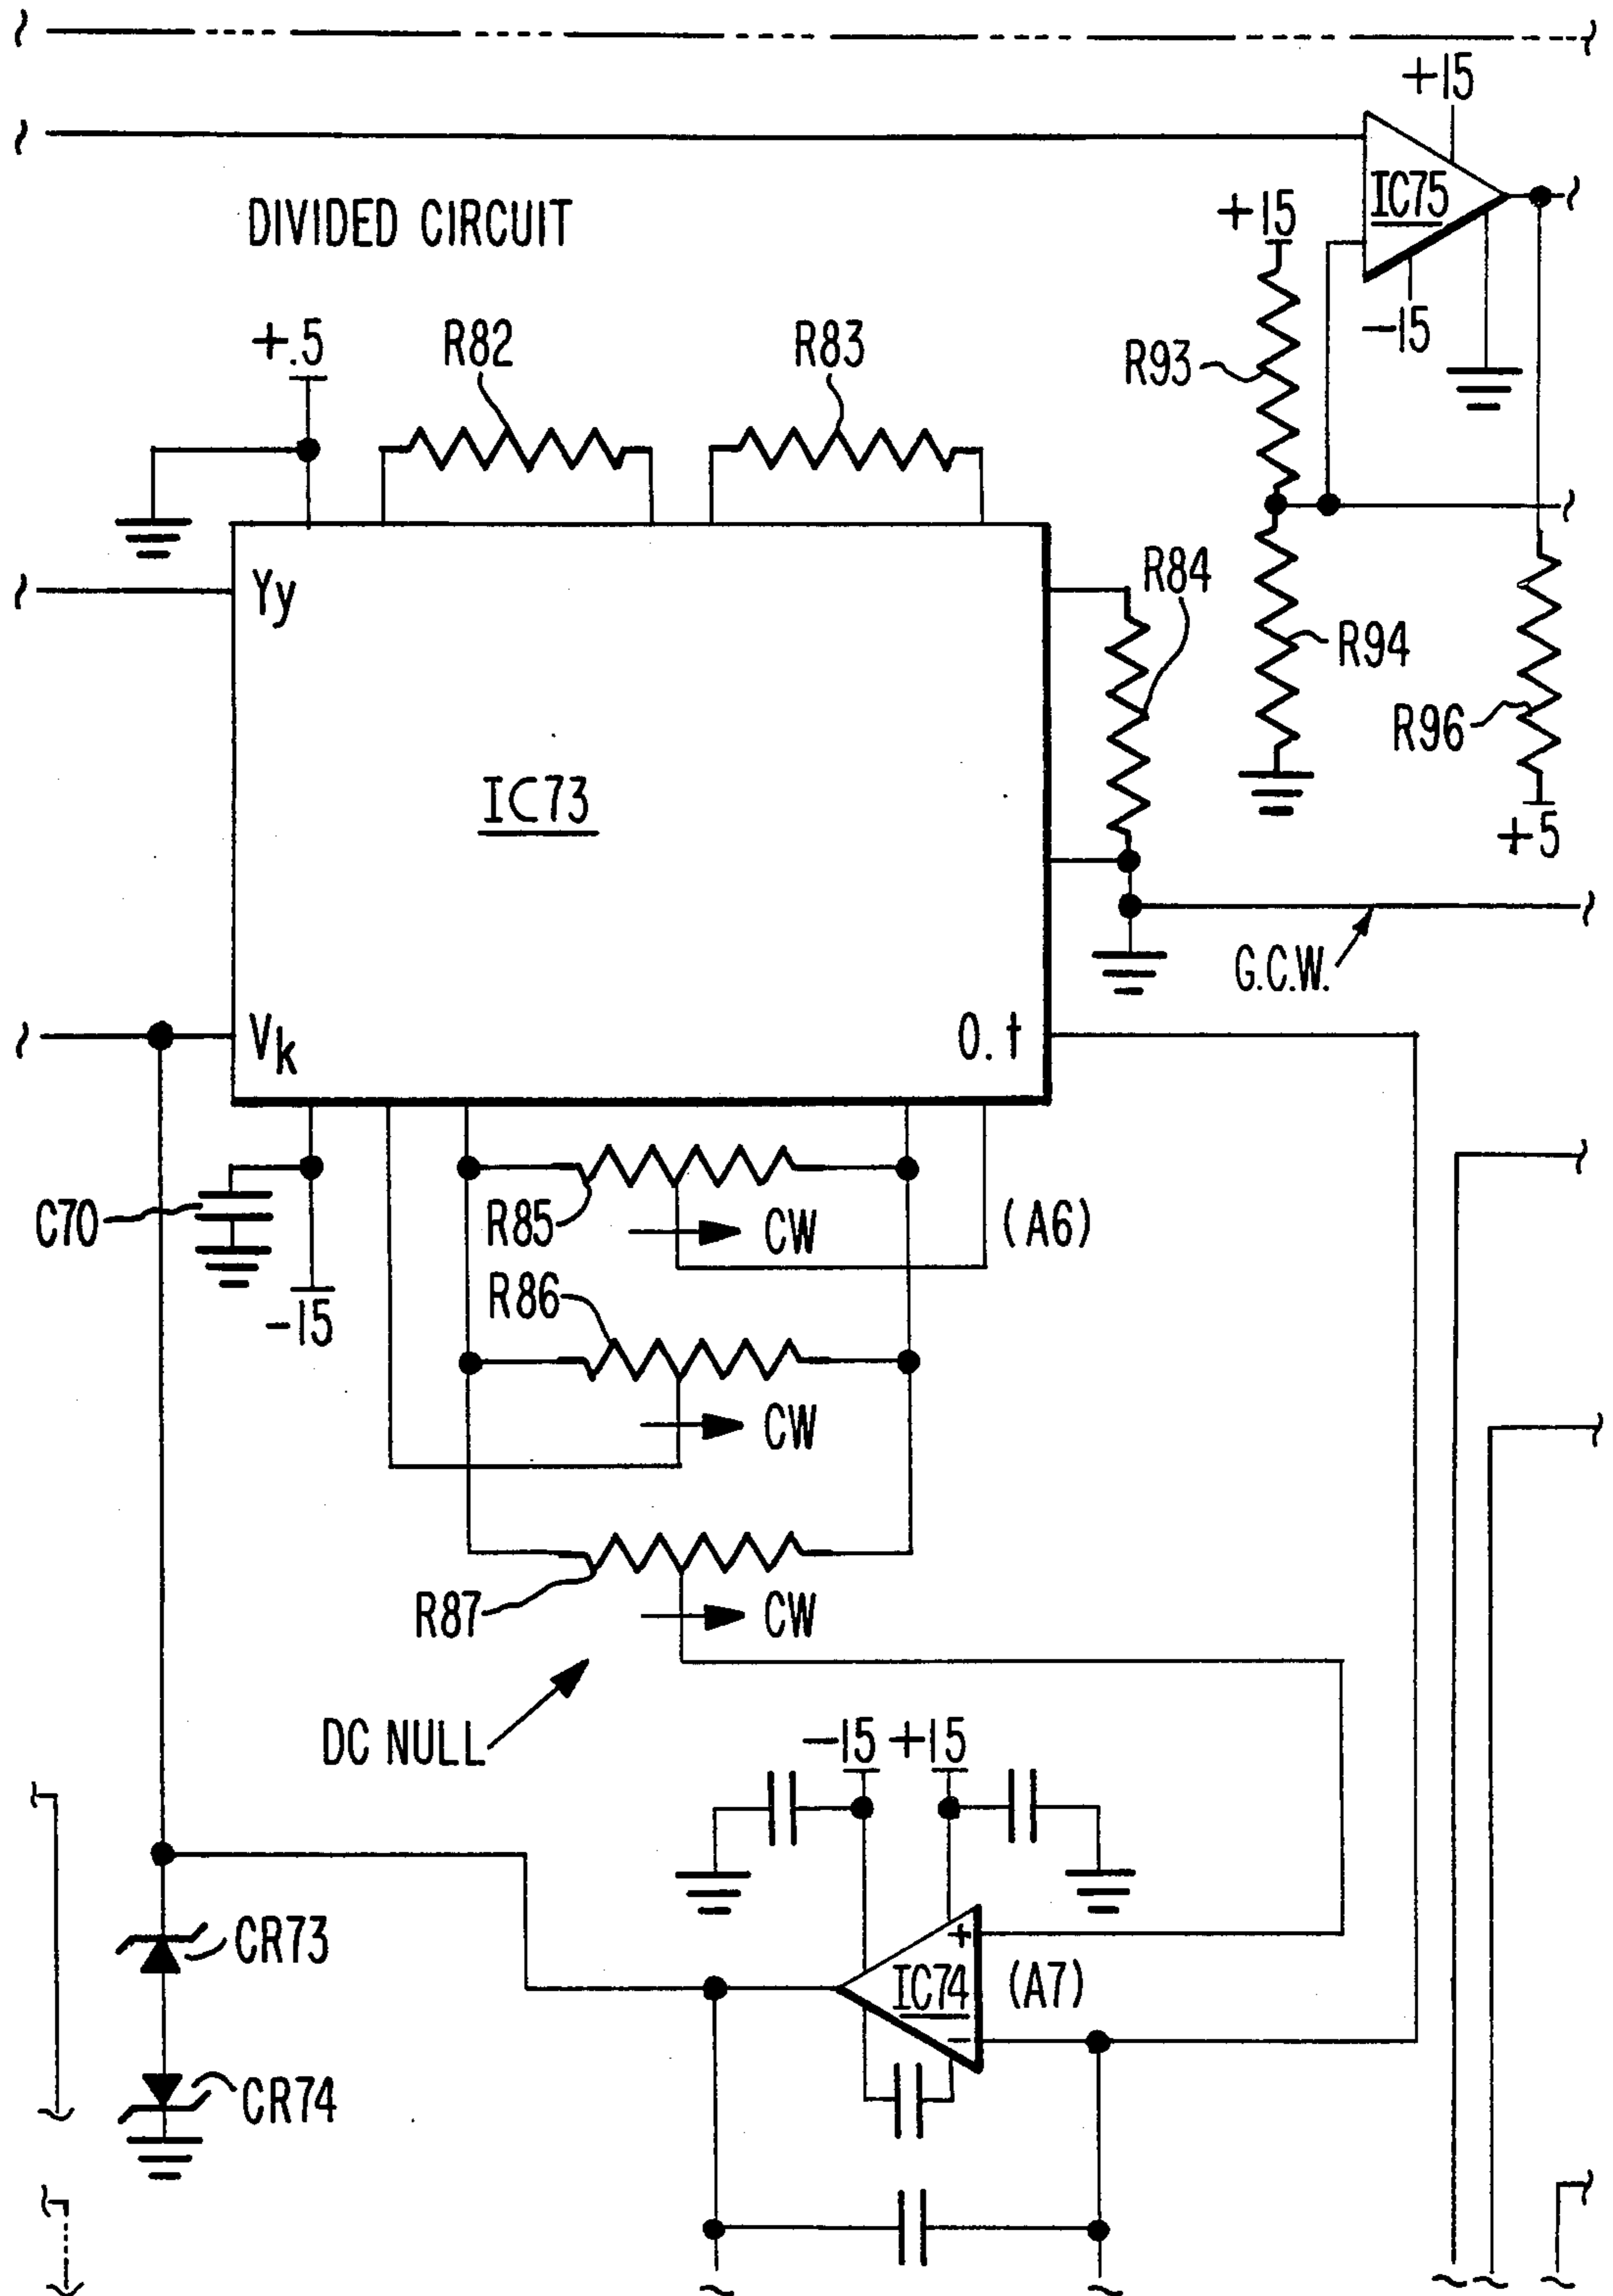 +15
IC75
DIVIDED CIRCUIT
+15
-15
+.5
R82
R83
R93
Yy
R84
R94
R96
IC73
+5
G.C.W.
Vk
O.t
C70
R85
CW
(A6)
-15
R86
CW
R87
CW
DC NULL
-15 +15
CR73
+
IC74
(A7)
-
CR74